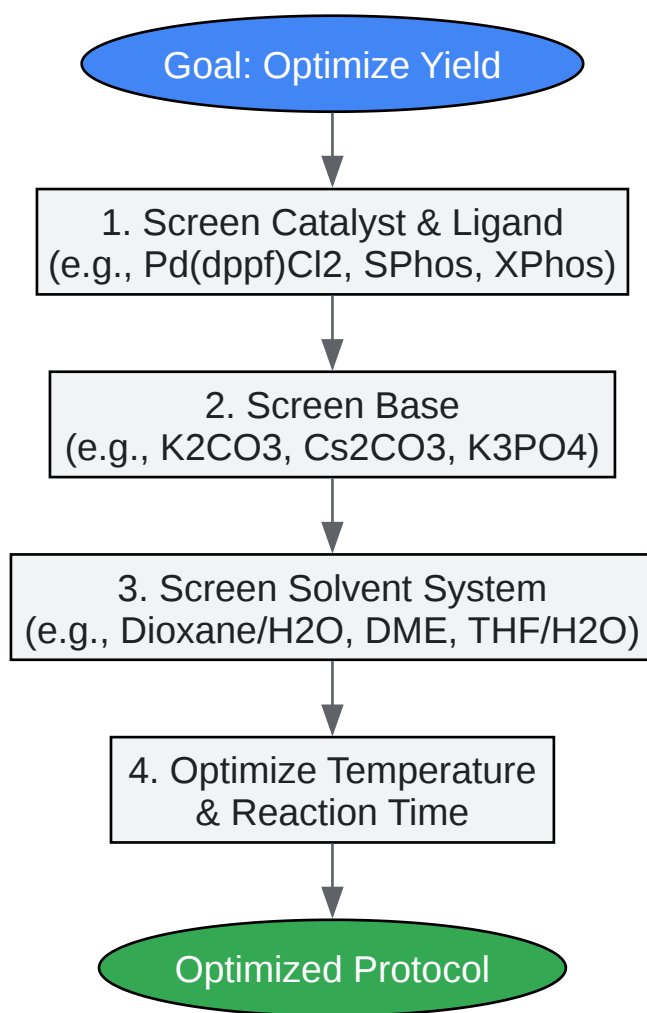 Goal: Optimize Yield
1. Screen Catalyst & Ligand
(e.g., Pd(dppf)Cl2, SPhos, XPhos)
2. Screen Base
(e.g., K2CO3, Cs2CO3, K3PO4)
3. Screen Solvent System
(e.g., Dioxane/H2O, DME, THF/H2O)
4. Optimize Temperature
& Reaction Time
Optimized Protocol